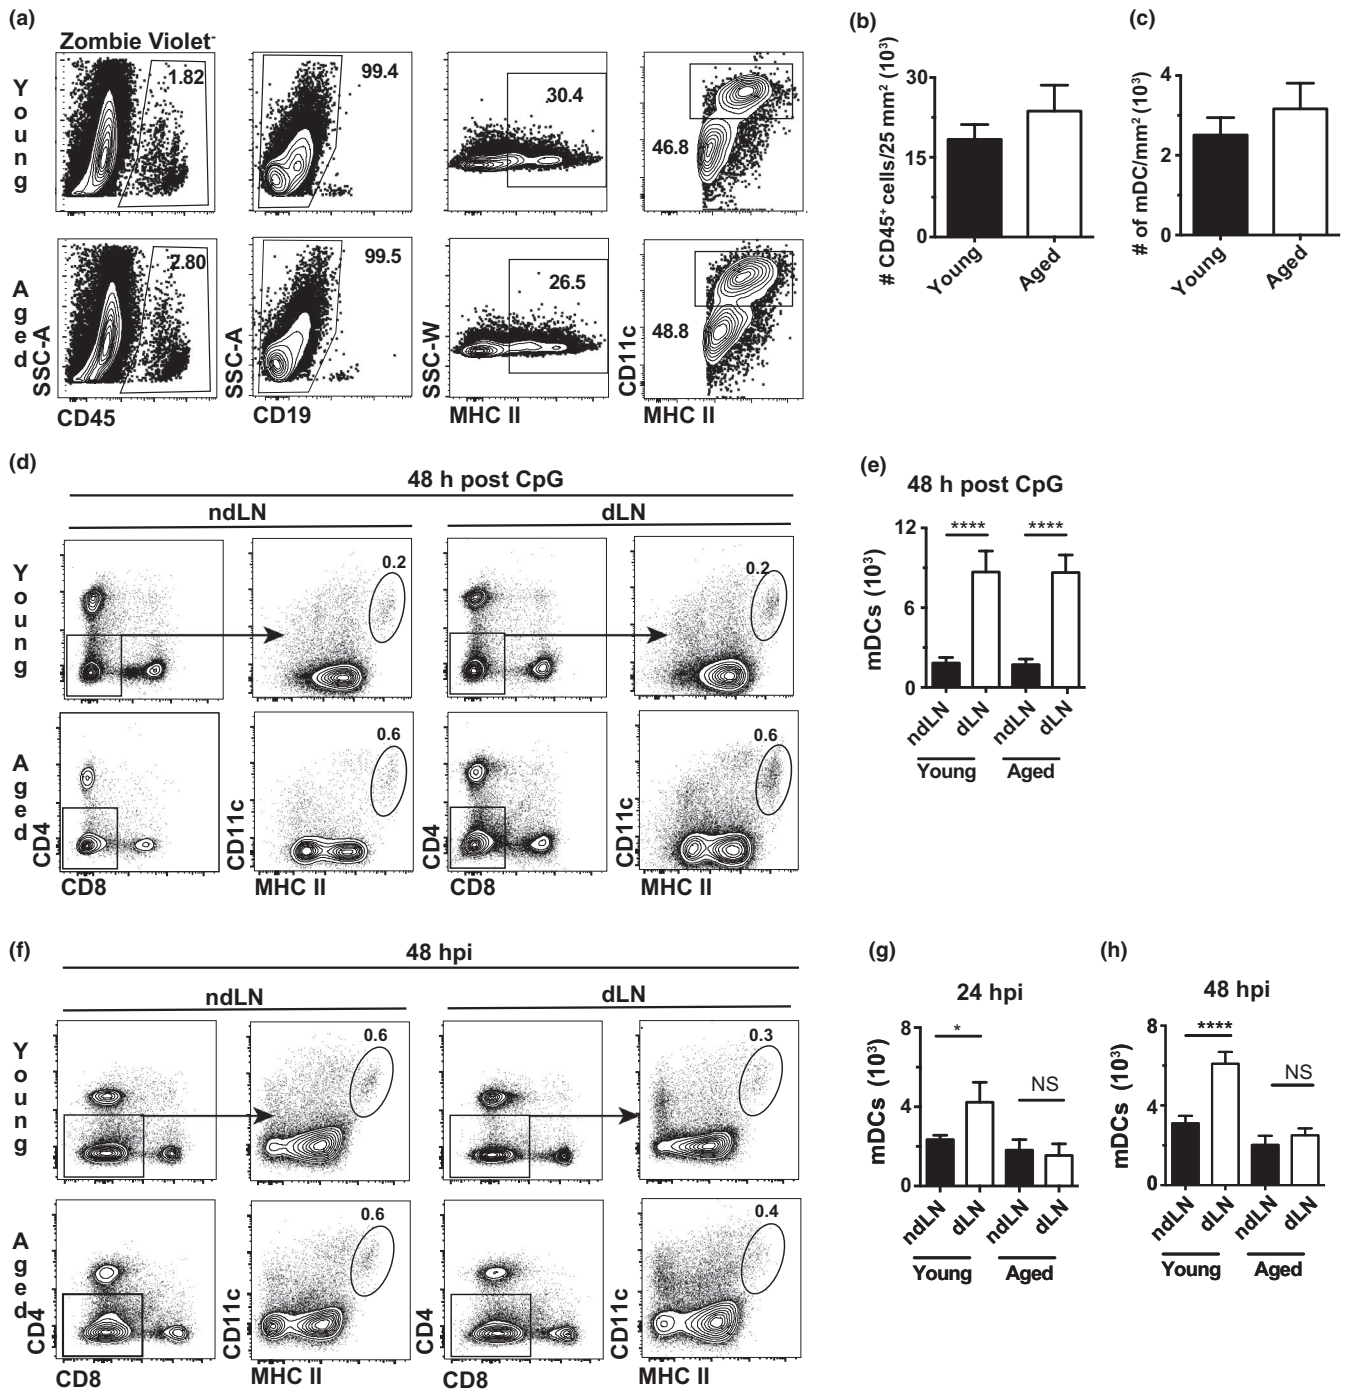 (a)
Zombie Violet-
Young
1.82
99.4
30.4
46.8
Aged
2.80
99.5
26.5
48.8
SSC-A
CD45
SSC-A
CD19
SSC-W
MHC II
CD11c
MHC II
(b)
# CD45+ cells/25 mm² (10³)
30
15
0
Young
Aged
(c)
# of mDC/mm² (10³)
4
2
0
Young
Aged
(d)
48 h post CpG
ndLN
dLN
Young
0.2
0.2
Aged
0.6
0.6
CD4
CD8
CD11c
MHC II
CD4
CD8
CD11c
MHC II
(e)
48 h post CpG
mDCs (10³)
12
6
0
****
****
ndLN
dLN
ndLN
dLN
Young
Aged
(f)
48 hpi
ndLN
dLN
Young
0.6
0.3
Aged
0.6
0.4
CD4
CD8
CD11c
MHC II
CD4
CD8
CD11c
MHC II
(g)
24 hpi
mDCs (10³)
8
4
0
*
NS
ndLN
dLN
ndLN
dLN
Young
Aged
(h)
48 hpi
mDCs (10³)
8
4
0
****
NS
ndLN
dLN
ndLN
dLN
Young
Aged